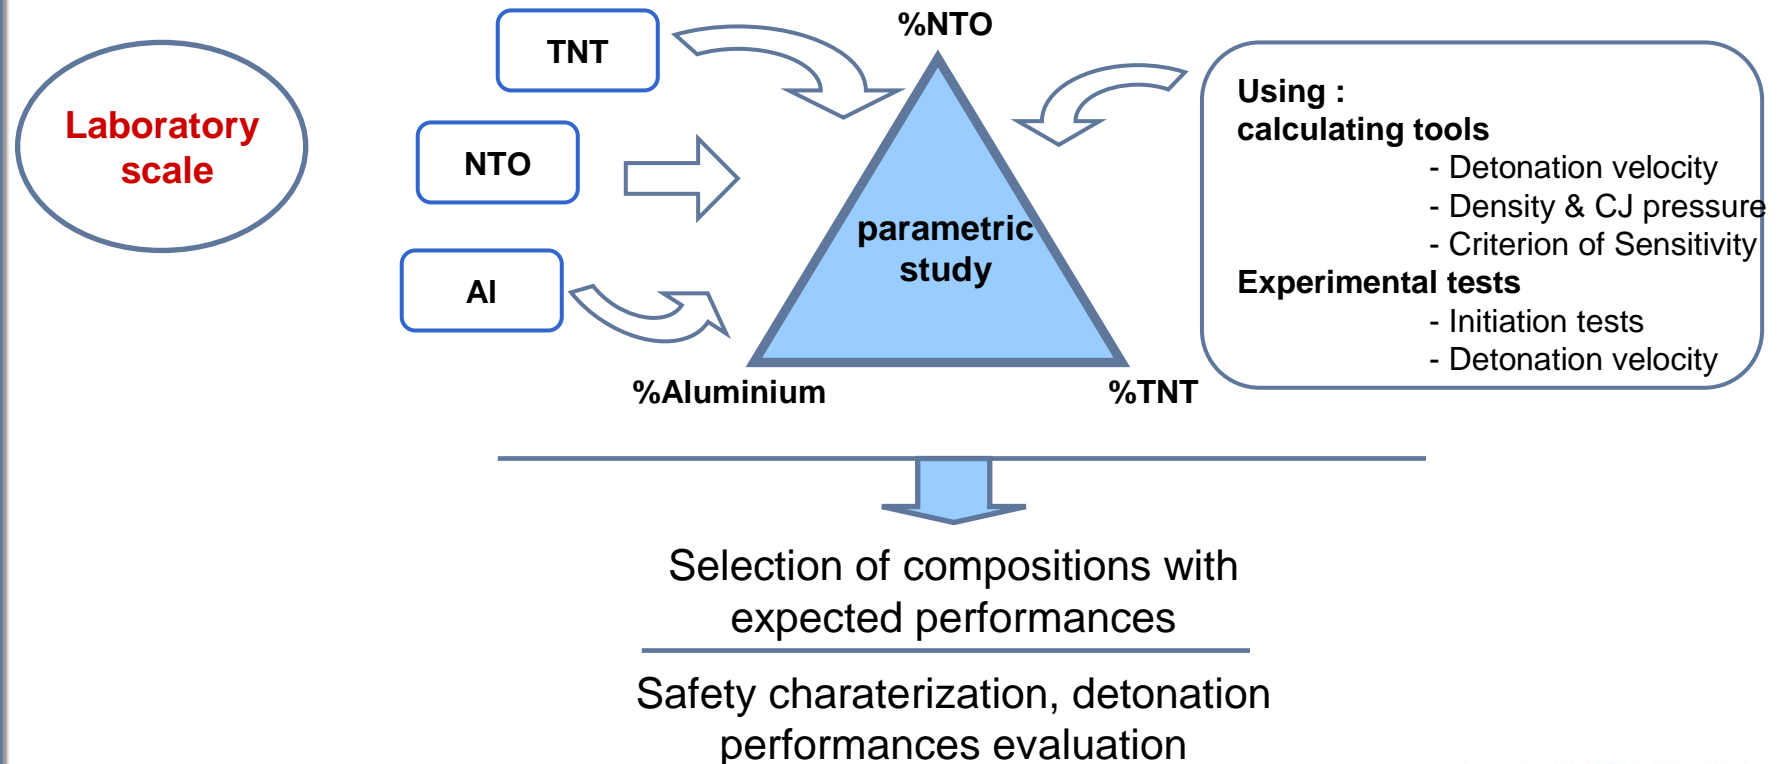 Laboratory
scale
TNT
NTO
Al
%NTO
parametric
study
%Aluminium
%TNT
Using :
calculating tools
- Detonation velocity
- Density & CJ pressure
- Criterion of Sensitivity
Experimental tests
- Initiation tests
- Detonation velocity
Selection of compositions with
expected performances
Safety charaterization, detonation
performances evaluation